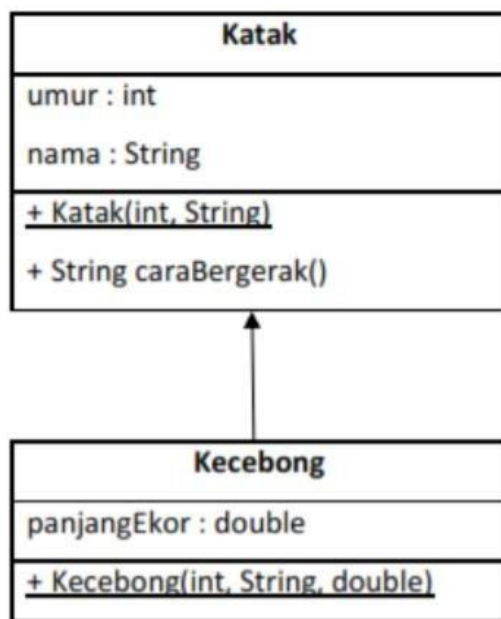 Katak
umur : int
nama : String
+ Katak(int, String)
+ String caraBergerak()
Kecebong
panjangEkor : double
+ Kecebong(int, String, double)